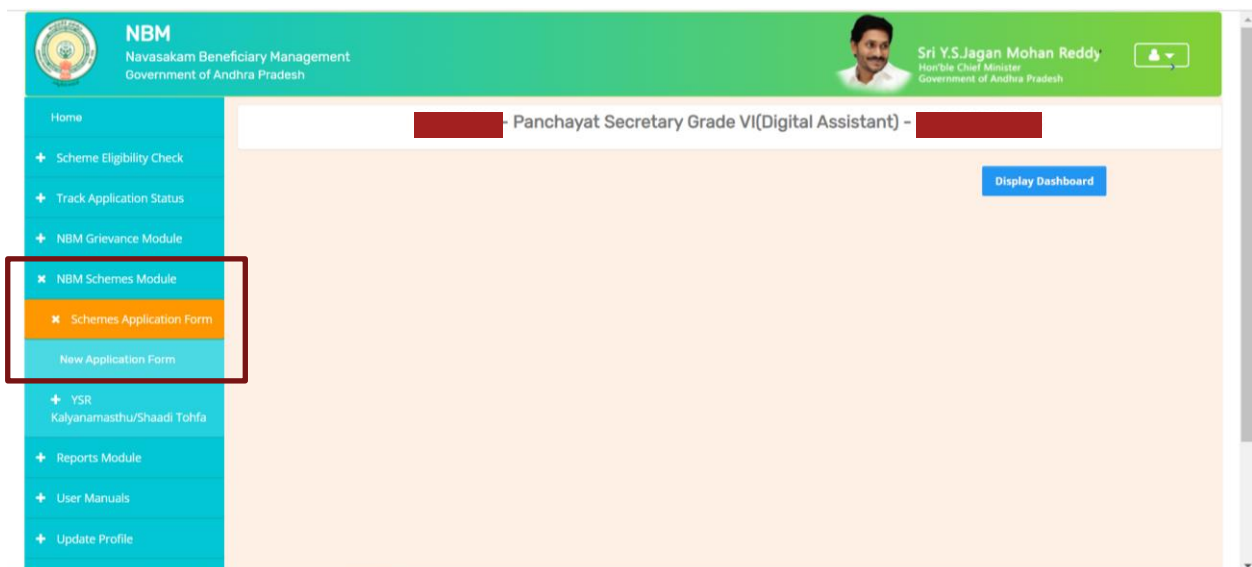 NBM
Navasakam Beneficiary Management
Government of Andhra Pradesh
Sri Y.S.Jagan Mohan Reddy
Hon'ble Chief Minister
Government of Andhra Pradesh
Home
- Panchayat Secretary Grade VI(Digital Assistant) -
Display Dashboard
Scheme Eligibility Check
Track Application Status
NBM Grievance Module
NBM Schemes Module
Schemes Application Form
New Application Form
YSR
Kalyanamasthu/Shaadi Tohfa
Reports Module
User Manuals
Update Profile